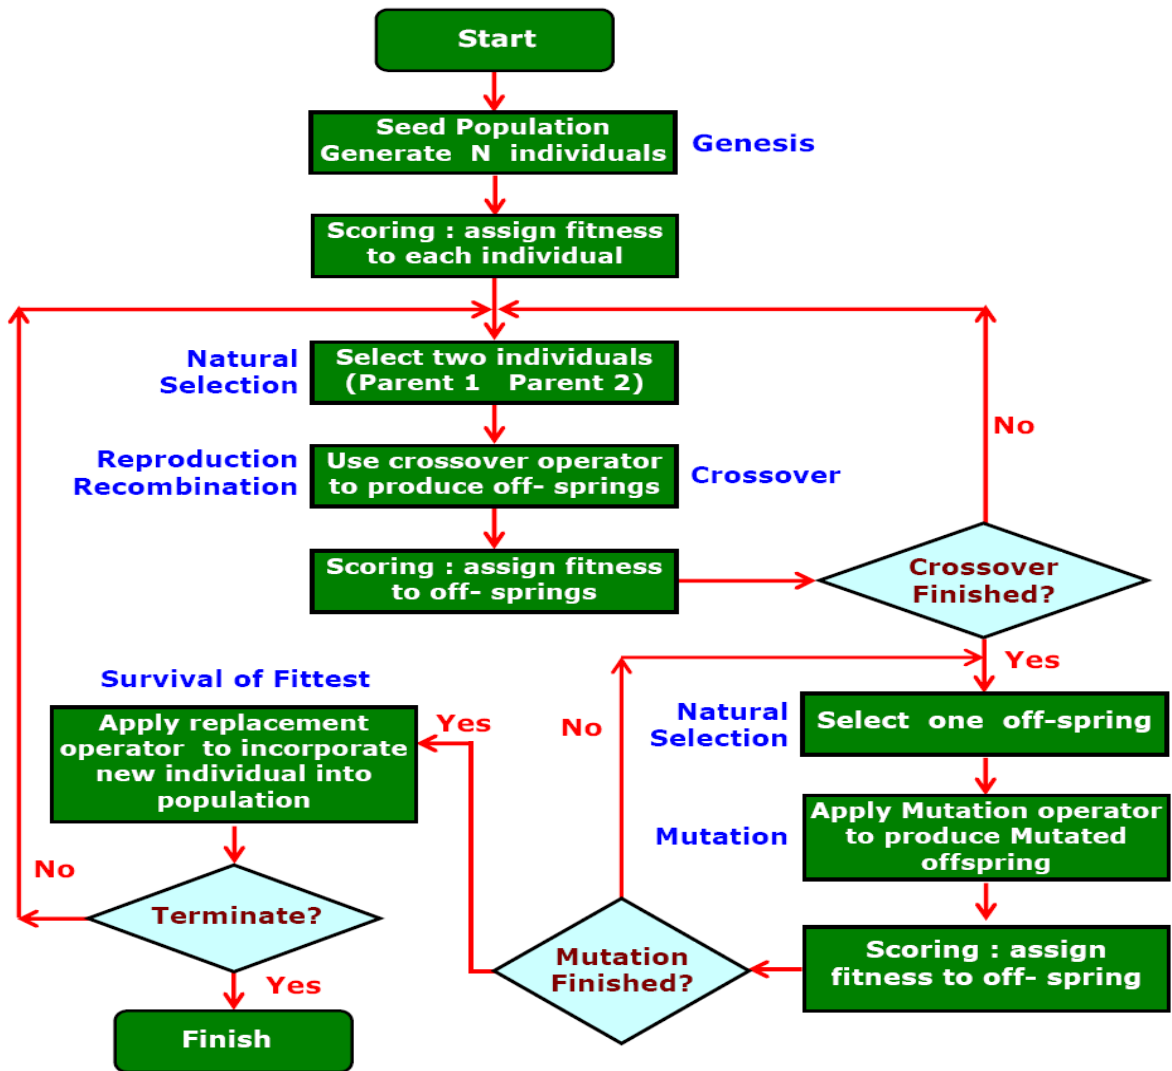 Start
Seed Population
Generate N individuals
Genesis
Scoring : assign fitness
to each individual
Natural
Selection
Select two individuals
(Parent 1 Parent 2)
No
Reproduction
Recombination
Use crossover operator
to produce off- springs
Crossover
Scoring : assign fitness
to off- springs
Crossover
Finished?
Yes
Survival of Fittest
Apply replacement
operator to incorporate
new individual into
population
Yes
No
Natural
Selection
Select one off-spring
Mutation
Apply Mutation operator
to produce Mutated
offspring
No
Terminate?
Mutation
Finished?
Scoring : assign
fitness to off- spring
Yes
Finish